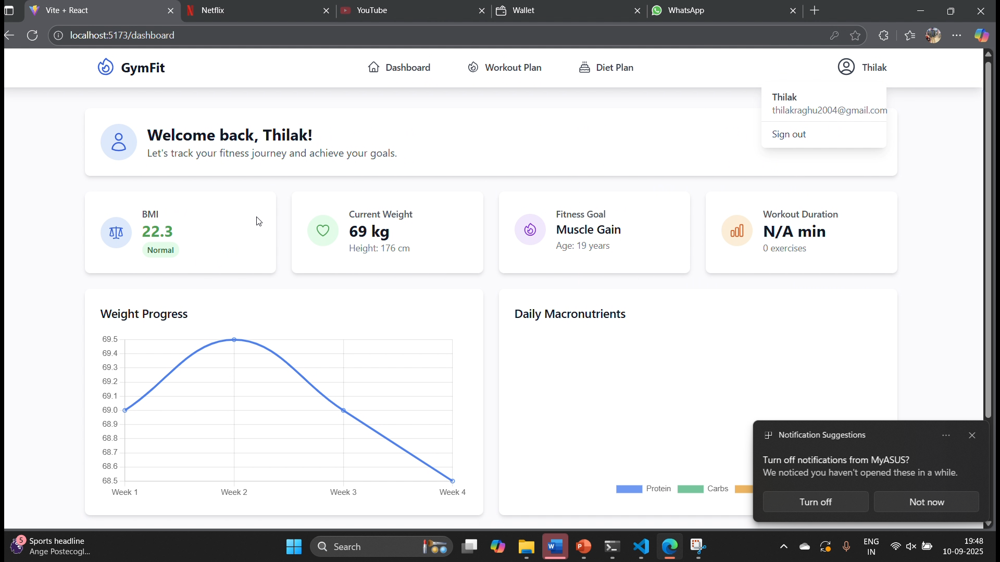 Vite + React
Netflix
YouTube
Wallet
WhatsApp
localhost:5173/dashboard
GymFit
Dashboard
Workout Plan
Diet Plan
Thilak
Thilak
thilakraghu2004@gmail.com
Sign out
Welcome back, Thilak!
Let's track your fitness journey and achieve your goals.
BMI
22.3
Normal
Current Weight
69 kg
Height: 176 cm
Fitness Goal
Muscle Gain
Age: 19 years
Workout Duration
N/A min
0 exercises
Weight Progress
69.5
69.4
69.3
69.2
69.1
69.0
68.9
68.8
68.7
68.6
68.5
Week 1
Week 2
Week 3
Week 4
Daily Macronutrients
Protein
Carbs
Notification Suggestions
Turn off notifications from MyASUS?
We noticed you haven't opened these in a while.
Turn off
Not now
5
Sports headline
Ange Postecogl...
Search
ENG
IN
19:48
10-09-2025